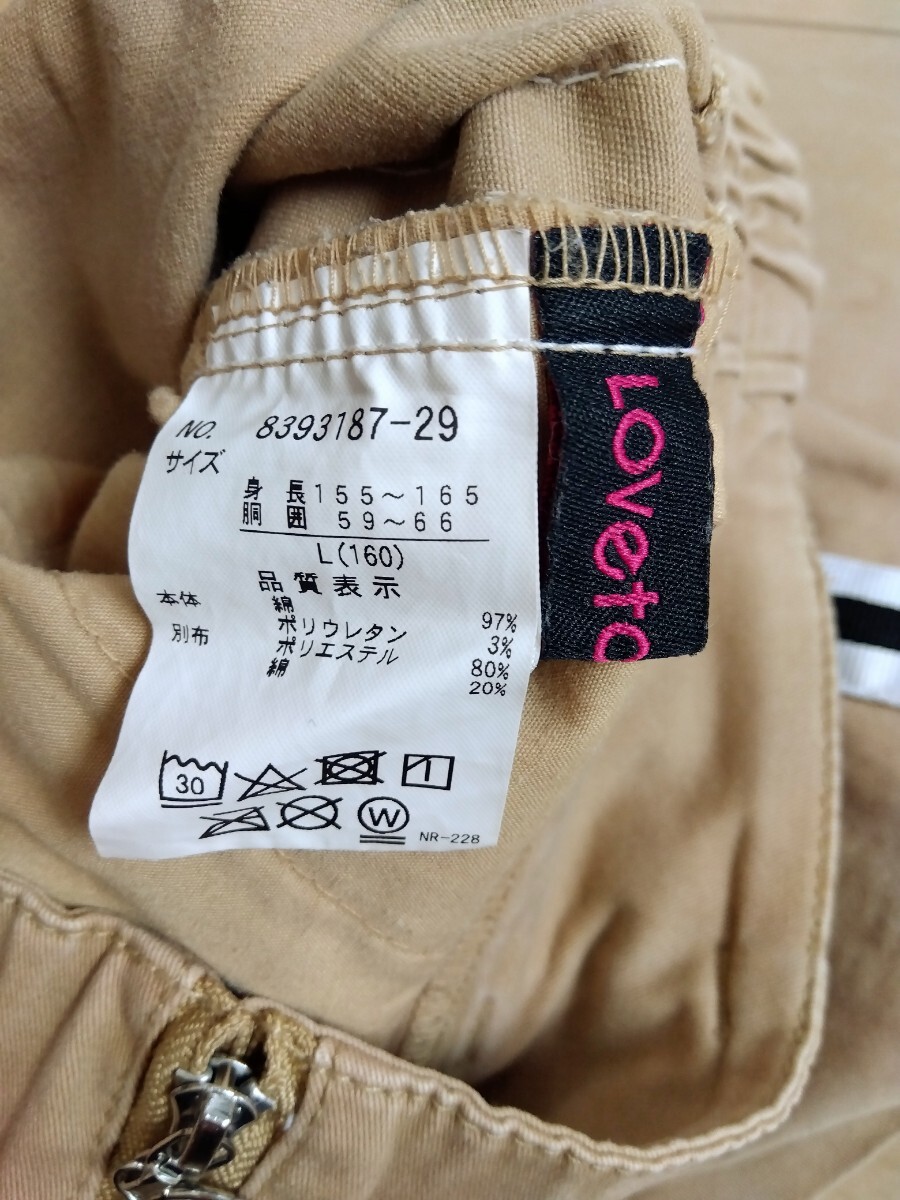 NO. 8393187-29
サイズ
身長155～165
胴囲 59～66
L(160)
品質表示
本体 綿 97%
ポリウレタン 3%
別布 ポリエステル 80%
綿 20%
30
1
W
NR-228